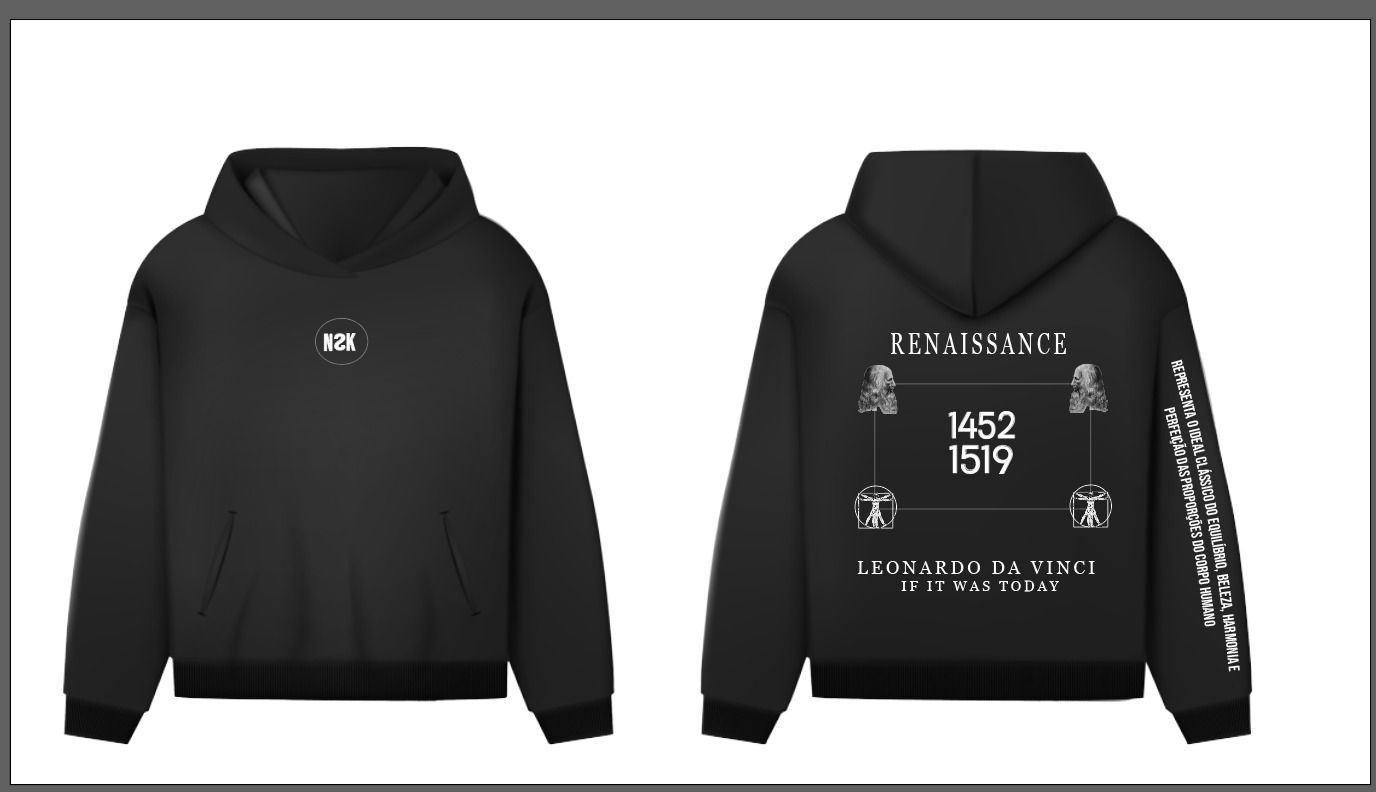 NSK
RENAISSANCE
1452
1519
LEONARDO DA VINCI
IF IT WAS TODAY
REPRESENTA O IDEAL CLÁSSICO DO EQUILÍBRIO, BELEZA, HARMONIA E
PERFEIÇÃO DAS PROPORÇÕES DO CORPO HUMANO